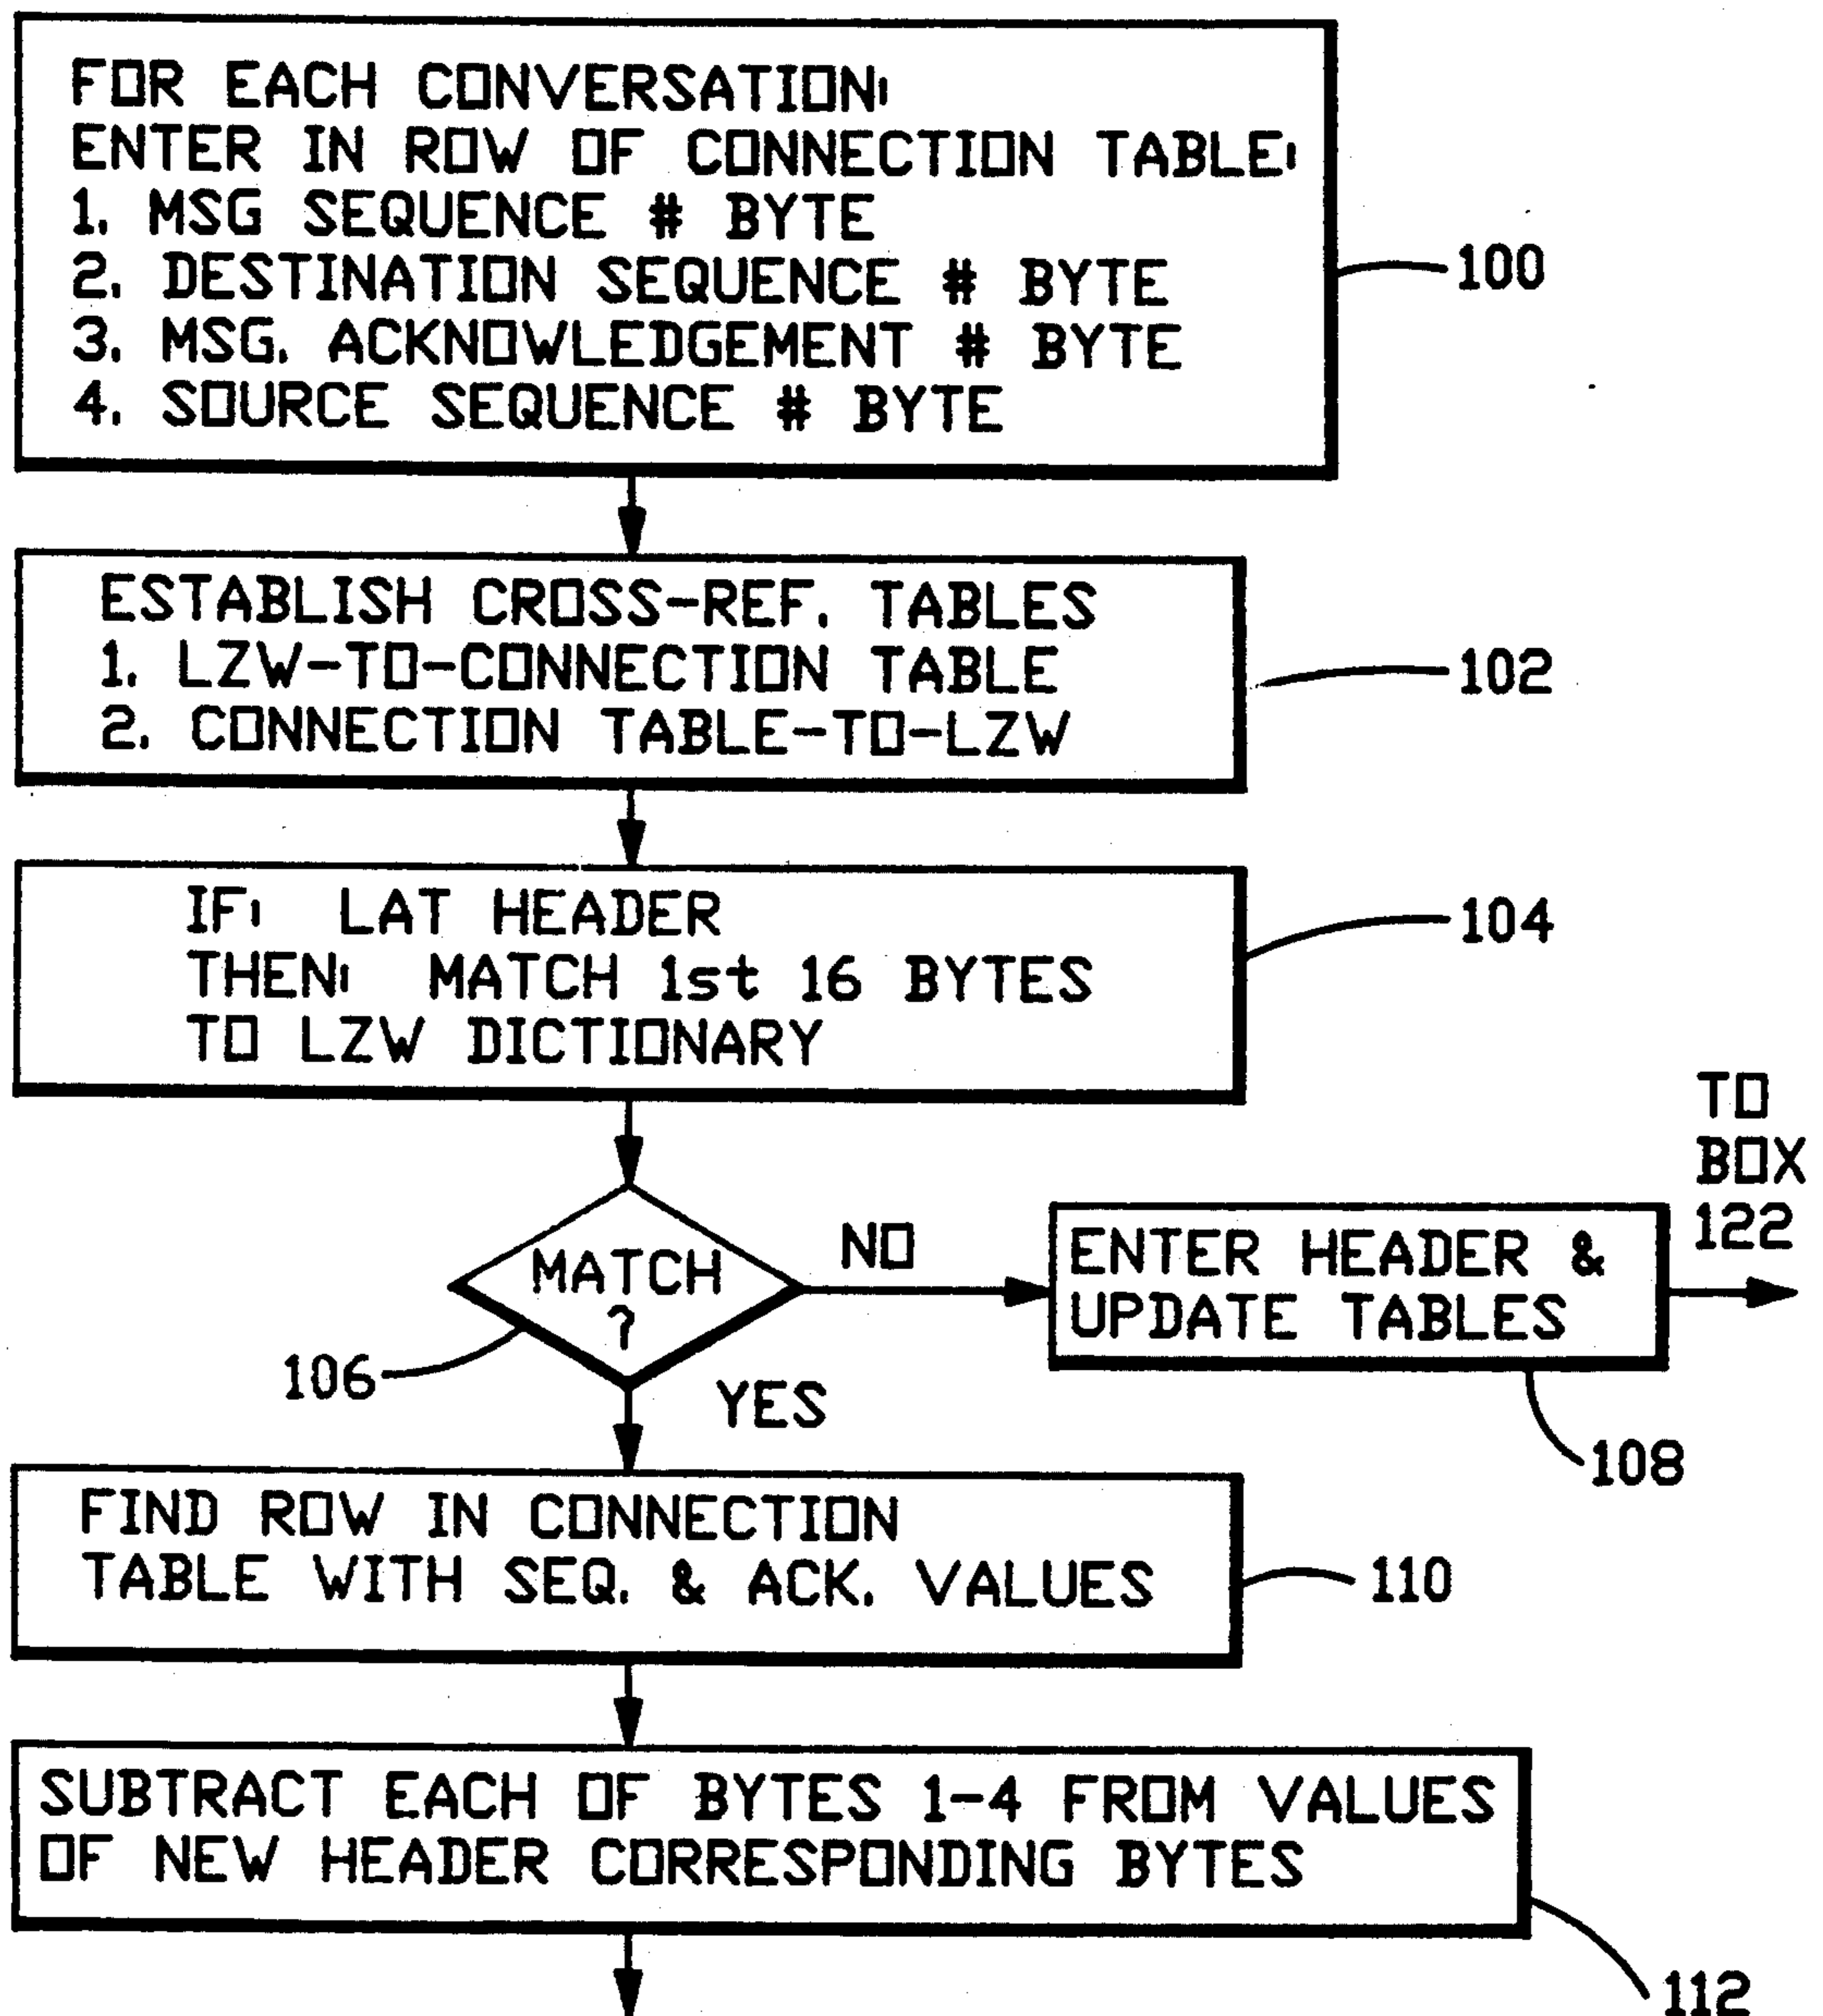 FOR EACH CONVERSATION:
ENTER IN ROW OF CONNECTION TABLE:
1. MSG SEQUENCE # BYTE
2. DESTINATION SEQUENCE # BYTE
3. MSG. ACKNOWLEDGEMENT # BYTE
4. SOURCE SEQUENCE # BYTE
100
ESTABLISH CROSS-REF. TABLES
1. LZW-TO-CONNECTION TABLE
2. CONNECTION TABLE-TO-LZW
102
IF: LAT HEADER
THEN: MATCH 1st 16 BYTES
TO LZW DICTIONARY
104
MATCH
?
106
NO
YES
ENTER HEADER &
UPDATE TABLES
108
TO
BOX
122
FIND ROW IN CONNECTION
TABLE WITH SEQ. & ACK. VALUES
110
SUBTRACT EACH OF BYTES 1-4 FROM VALUES
OF NEW HEADER CORRESPONDING BYTES
112